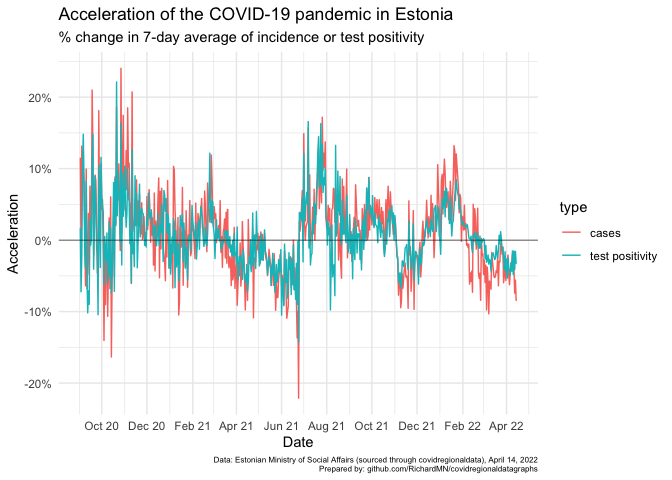 Acceleration of the COVID-19 pandemic in Estonia
% change in 7-day average of incidence or test positivity
20%
10%
0%
-10%
-20%
Acceleration
Oct 20 Dec 20 Feb 21 Apr 21 Jun 21 Aug 21 Oct 21 Dec 21 Feb 22 Apr 22
Date
type
cases
test positivity
Data: Estonian Ministry of Social Affairs (sourced through covidregionaldata), April 14, 2022
Prepared by: github.com/RichardMN/covidregionaldatagraphs